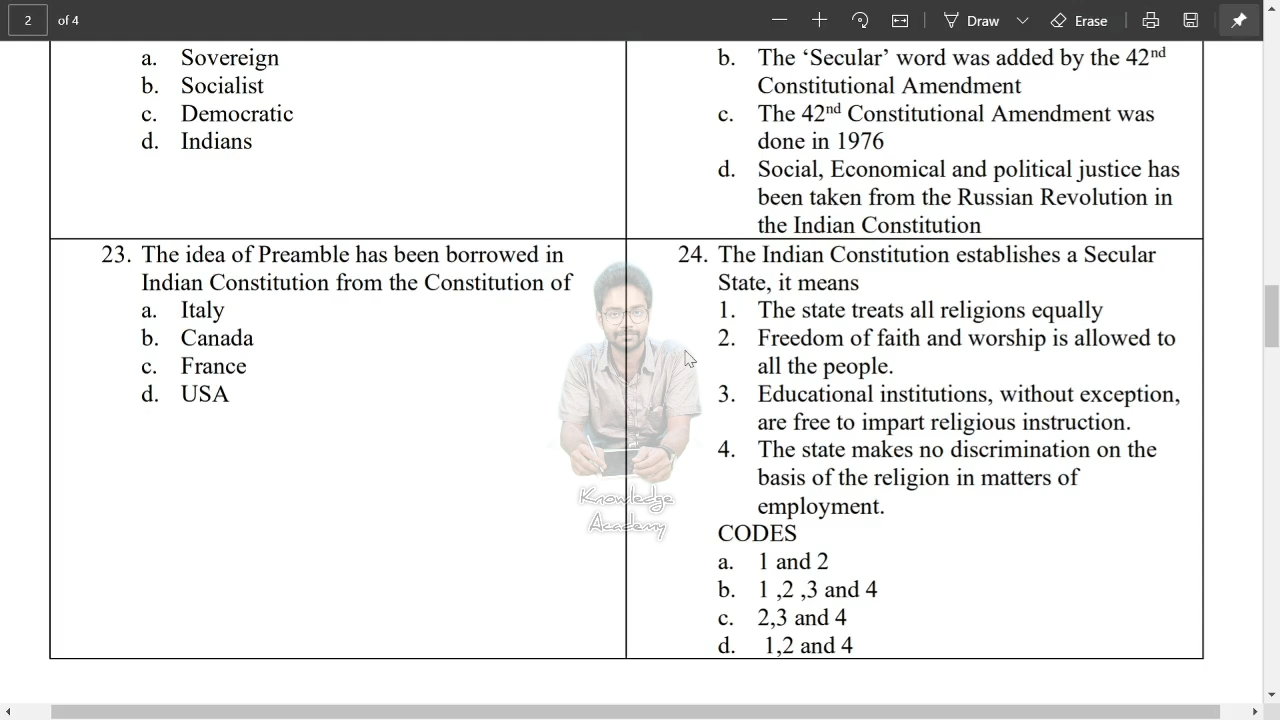 2 of 4
Draw
Erase
a. Sovereign
b. Socialist
c. Democratic
d. Indians
b. The ‘Secular’ word was added by the 42nd
Constitutional Amendment
c. The 42nd Constitutional Amendment was
done in 1976
d. Social, Economical and political justice has
been taken from the Russian Revolution in
the Indian Constitution
23. The idea of Preamble has been borrowed in
Indian Constitution from the Constitution of
a. Italy
b. Canada
c. France
d. USA
24. The Indian Constitution establishes a Secular
State, it means
1. The state treats all religions equally
2. Freedom of faith and worship is allowed to
all the people.
3. Educational institutions, without exception,
are free to impart religious instruction.
4. The state makes no discrimination on the
basis of the religion in matters of
employment.
CODES
a. 1 and 2
b. 1 ,2 ,3 and 4
c. 2,3 and 4
d. 1,2 and 4
Knowledge
Academy